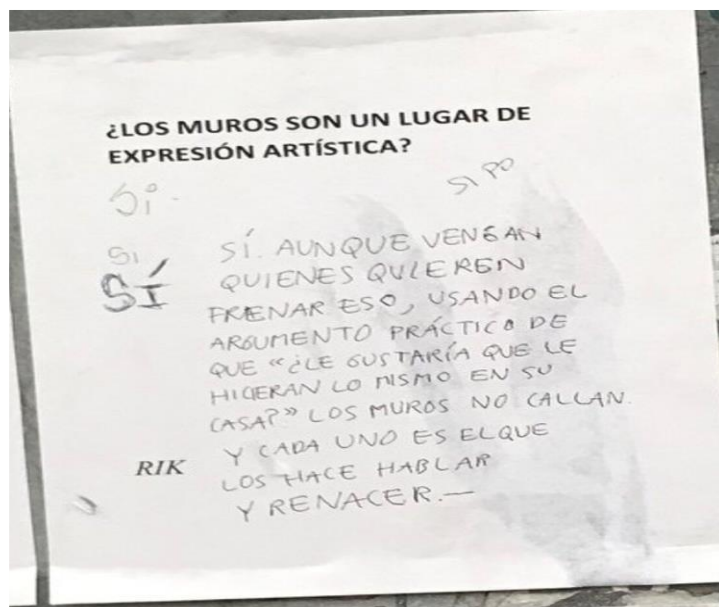 ¿LOS MUROS SON UN LUGAR DE
EXPRESIÓN ARTÍSTICA?
Sí.
SI PO
SI
SÍ
SÍ. AUNQUE VENGAN
QUIENES QUIEREN
FRENAR ESO, USANDO EL
ARGUMENTO PRÁCTICO DE
QUE “¿LE GUSTARÍA QUE LE
HICIERAN LO MISMO EN SU
CASA?” LOS MUROS NO CALLAN.
Y CADA UNO ES EL QUE
LOS HACE HABLAR
Y RENACER.—
RIK